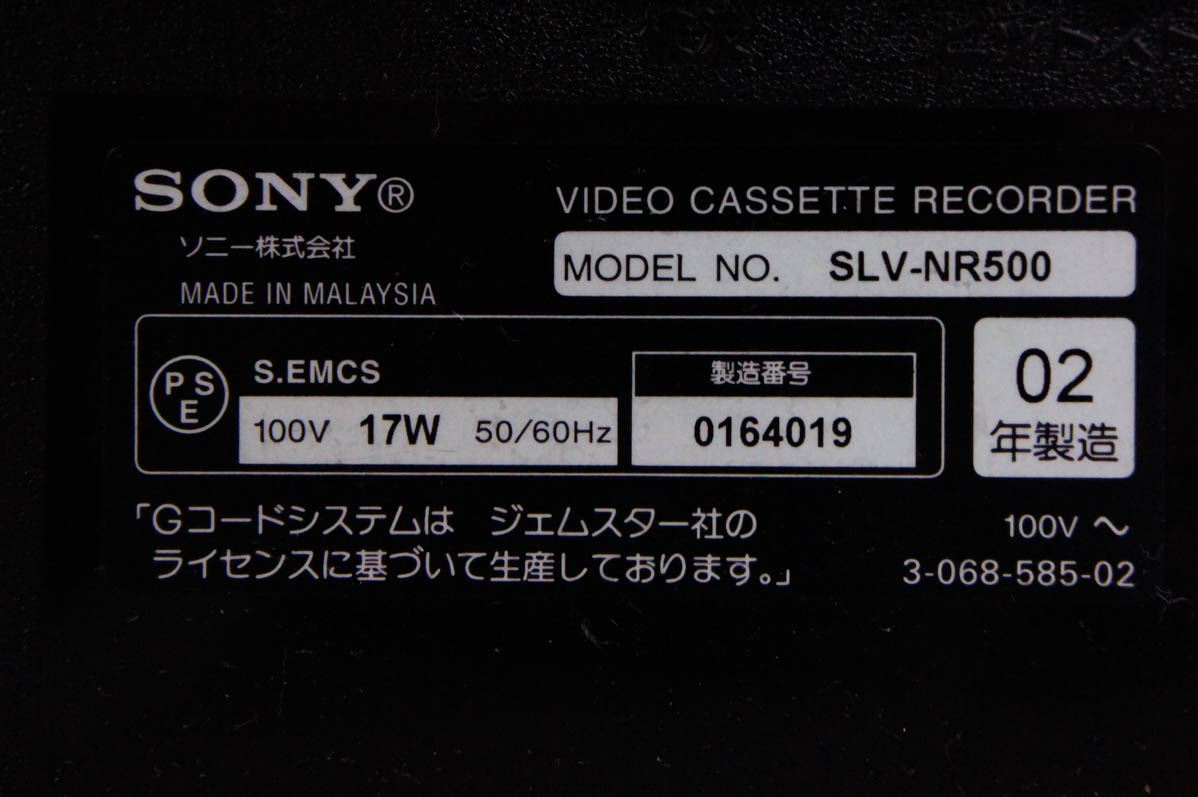 SONY®
ソニー株式会社
MADE IN MALAYSIA
VIDEO CASSETTE RECORDER
MODEL NO. SLV-NR500
PSE
S.EMCS
100V 17W 50/60Hz
製造番号
0164019
02
年製造
「Gコードシステムは ジェムスター社の
ライセンスに基づいて生産しております。」
100V ～
3-068-585-02